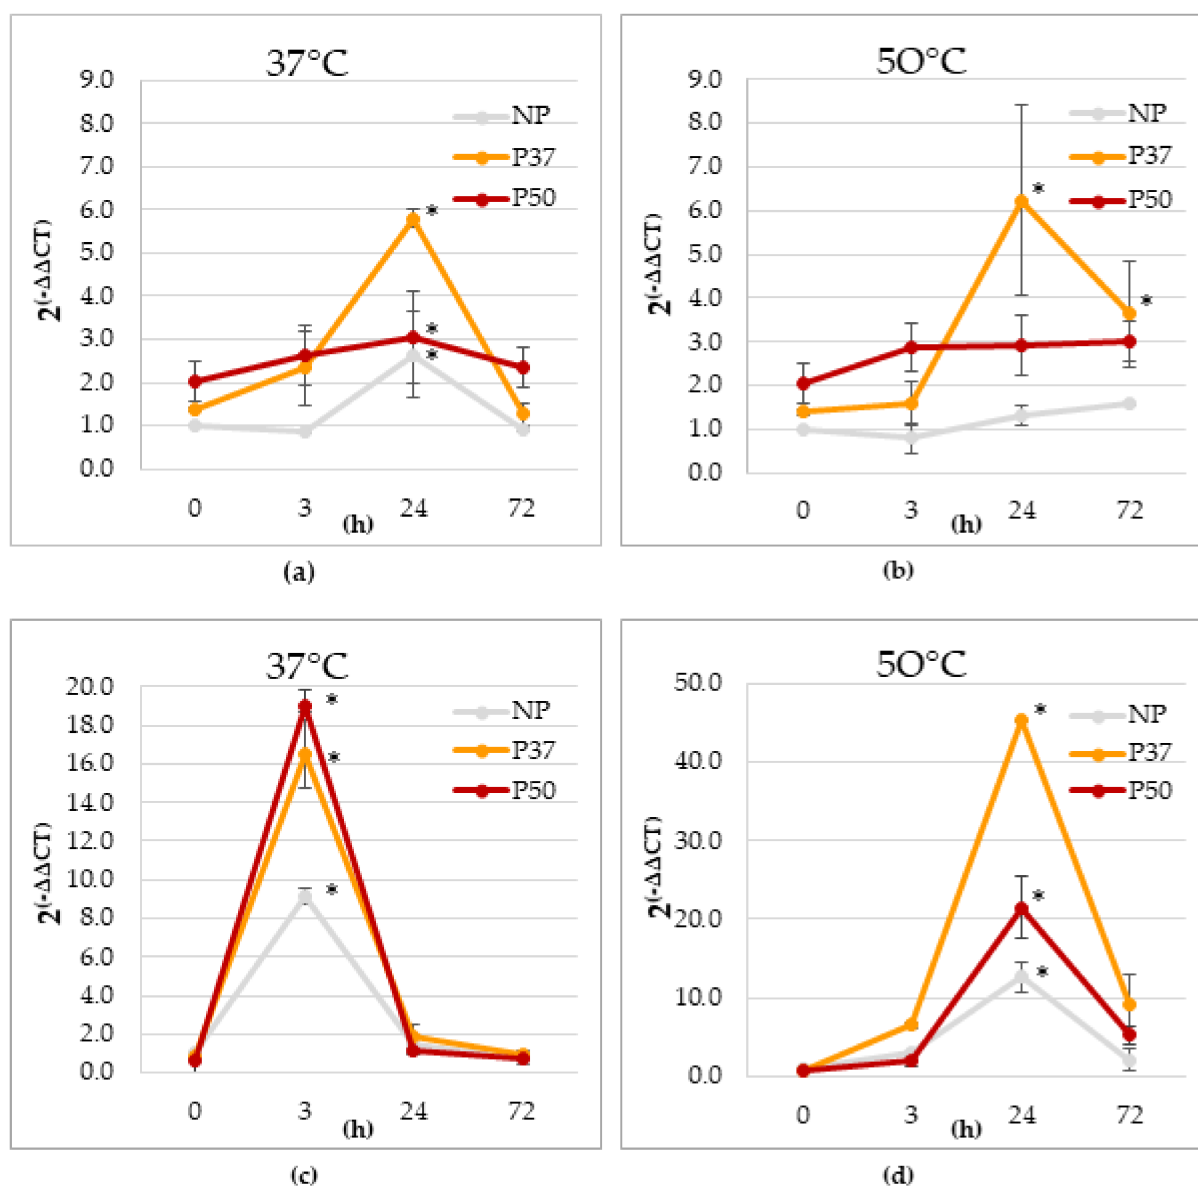 37°C
9.0
8.0
7.0
6.0
5.0
4.0
3.0
2.0
1.0
0.0
2(-ΔΔCT)
NP
P37
P50
*
*
*
0 3 24 72
(h)
(a)
5O°C
9.0
8.0
7.0
6.0
5.0
4.0
3.0
2.0
1.0
0.0
2(-ΔΔCT)
NP
P37
P50
*
*
0 3 24 72
(h)
(b)
37°C
20.0
18.0
16.0
14.0
12.0
10.0
8.0
6.0
4.0
2.0
0.0
2(-ΔΔCT)
NP
P37
P50
*
*
*
0 3 24 72
(h)
(c)
5O°C
50.0
40.0
30.0
20.0
10.0
0.0
2(-ΔΔCT)
NP
P37
P50
*
*
*
0 3 24 72
(h)
(d)